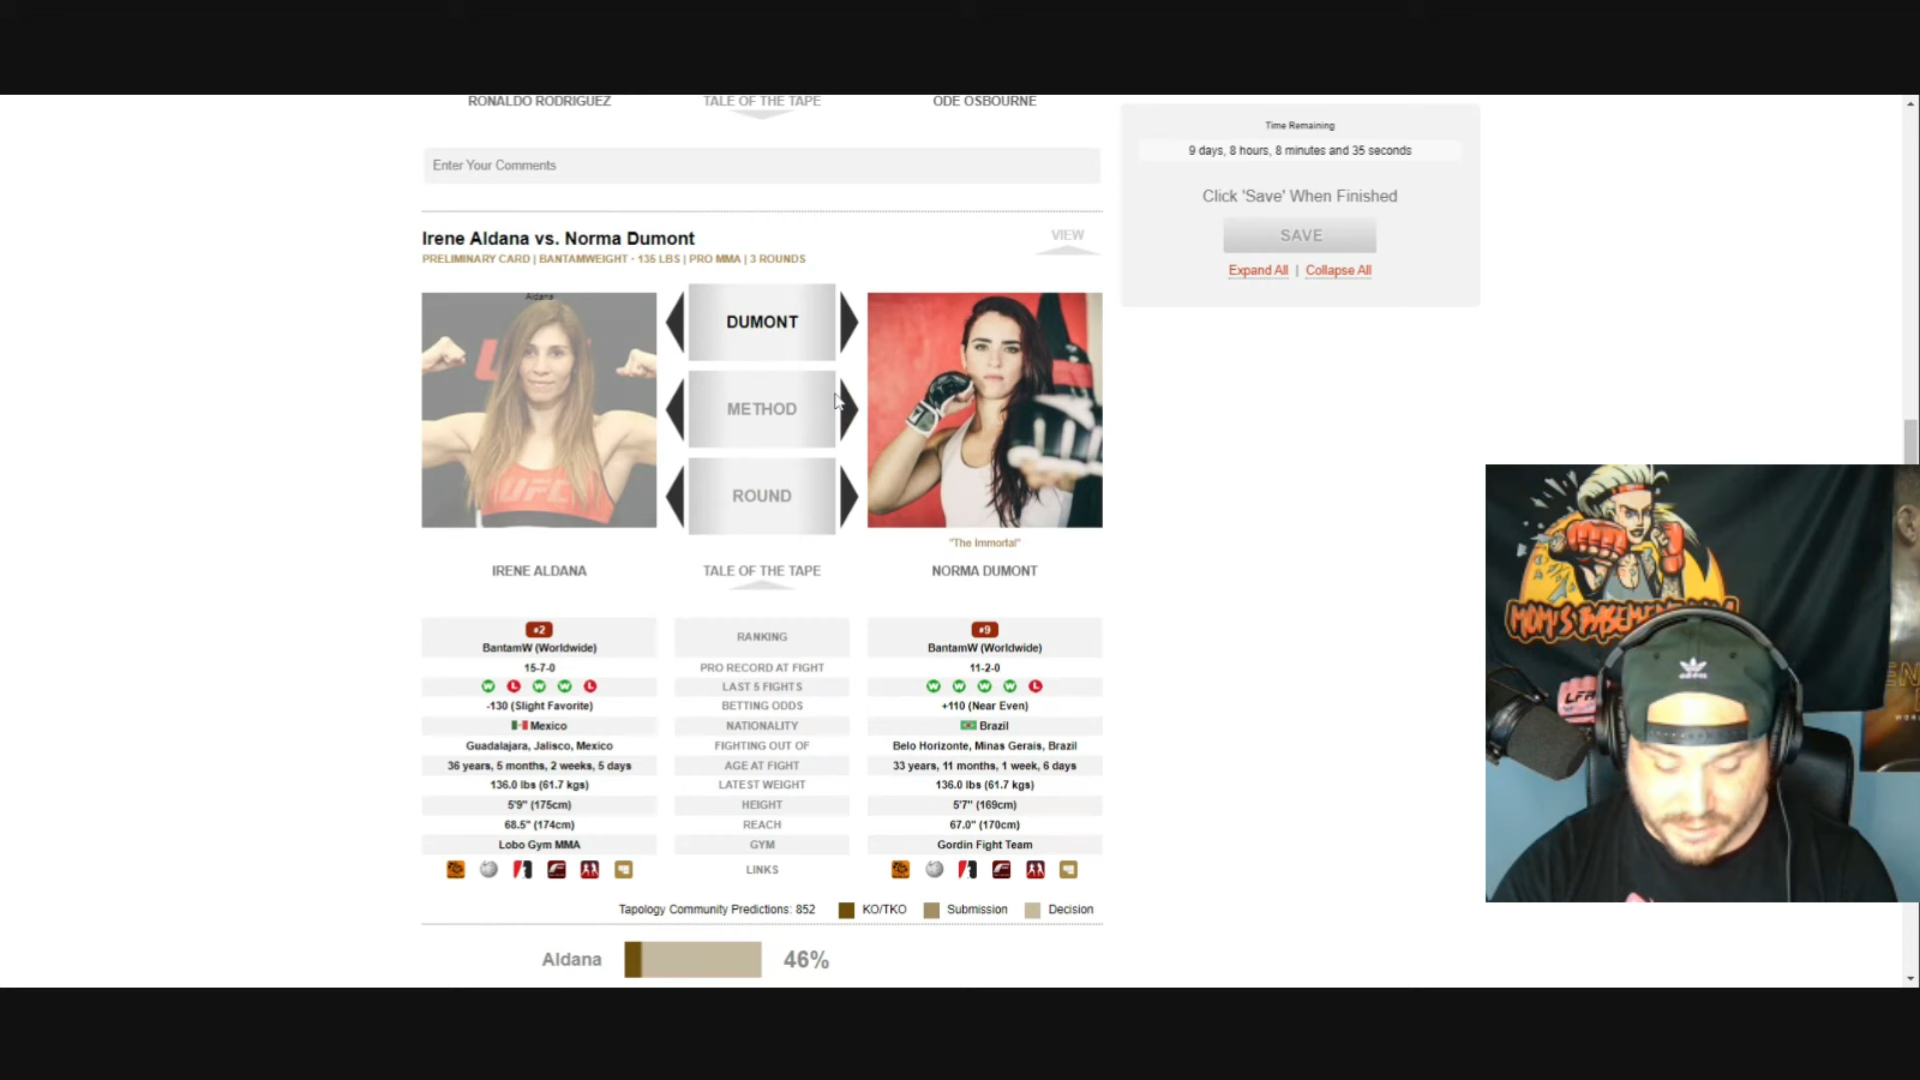 RONALDO RODRIGUEZ TALE OF THE TAPE ODE OSBOURNE
Time Remaining
9 days, 8 hours, 8 minutes and 35 seconds
Enter Your Comments
Click 'Save' When Finished
SAVE
Expand All | Collapse All
Irene Aldana vs. Norma Dumont
VIEW
PRELIMINARY CARD | BANTAMWEIGHT · 135 LBS | PRO MMA | 3 ROUNDS
Aldana
DUMONT
METHOD
ROUND
UFC
"The Immortal"
IRENE ALDANA TALE OF THE TAPE NORMA DUMONT
#2 #9
BantamW (Worldwide) RANKING BantamW (Worldwide)
15-7-0 PRO RECORD AT FIGHT 11-2-0
W L W W L LAST 5 FIGHTS W W W W L
-130 (Slight Favorite) BETTING ODDS +110 (Near Even)
Mexico NATIONALITY Brazil
Guadalajara, Jalisco, Mexico FIGHTING OUT OF Belo Horizonte, Minas Gerais, Brazil
36 years, 5 months, 2 weeks, 5 days AGE AT FIGHT 33 years, 11 months, 1 week, 6 days
136.0 lbs (61.7 kgs) LATEST WEIGHT 136.0 lbs (61.7 kgs)
5'9" (175cm) HEIGHT 5'7" (169cm)
68.5" (174cm) REACH 67.0" (170cm)
Lobo Gym MMA GYM Gordin Fight Team
LINKS
Tapology Community Predictions: 852 KO/TKO Submission Decision
Aldana 46%
MOM'S
LFA
adidas